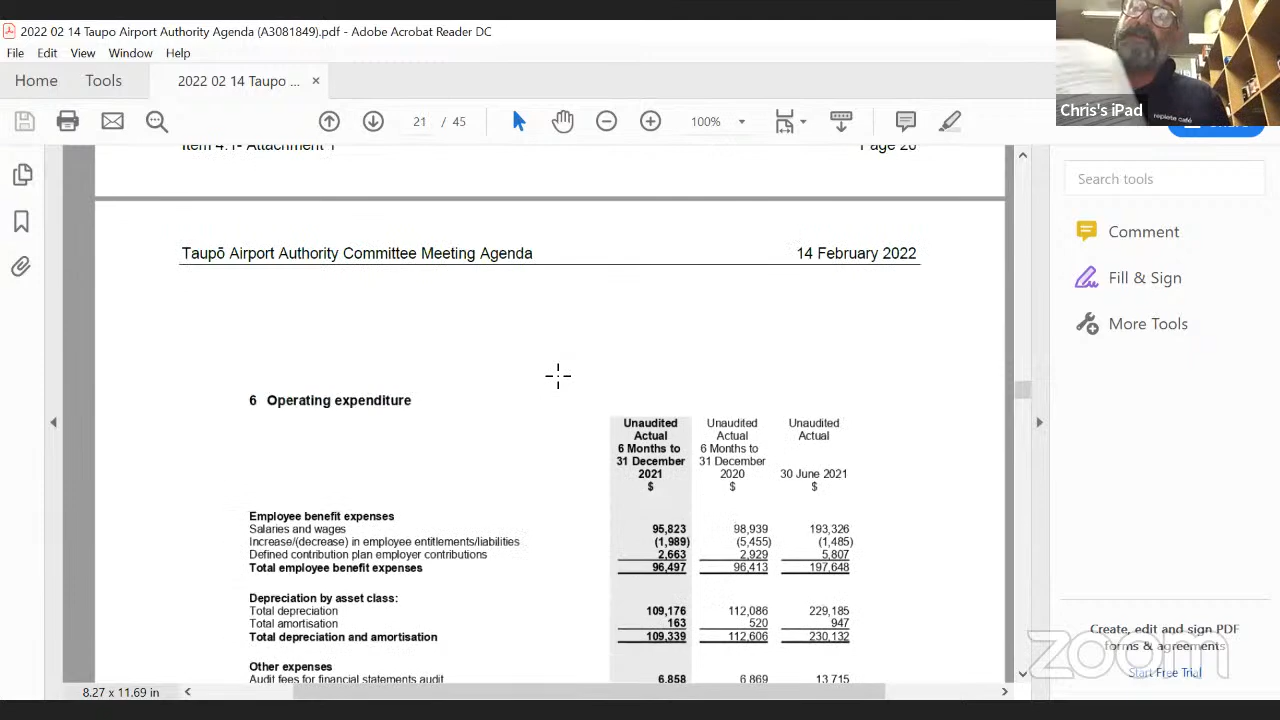 2022 02 14 Taupo Airport Authority Agenda (A3081849).pdf - Adobe Acrobat Reader DC
File Edit View Window Help
Home Tools 2022 02 14 Taupo ... ×
21 / 45 100%
Chris's iPad
replete café
Item 4.1- Attachment 1 Page 20
Search tools
Comment
Fill & Sign
More Tools
Taupō Airport Authority Committee Meeting Agenda 14 February 2022
6 Operating expenditure
Unaudited Unaudited Unaudited
Actual Actual Actual
6 Months to 6 Months to
31 December 31 December
2021 2020 30 June 2021
$ $ $
Employee benefit expenses
Salaries and wages 95,823 98,939 193,326
Increase/(decrease) in employee entitlements/liabilities (1,989) (5,455) (1,485)
Defined contribution plan employer contributions 2,663 2,929 5,807
Total employee benefit expenses 96,497 96,413 197,648
Depreciation by asset class:
Total depreciation 109,176 112,086 229,185
Total amortisation 163 520 947
Total depreciation and amortisation 109,339 112,606 230,132
Other expenses
Audit fees for financial statements audit 6,858 6,869 13,715
Create, edit and sign PDF
forms & agreements
Start Free Trial
zoom
8.27 x 11.69 in